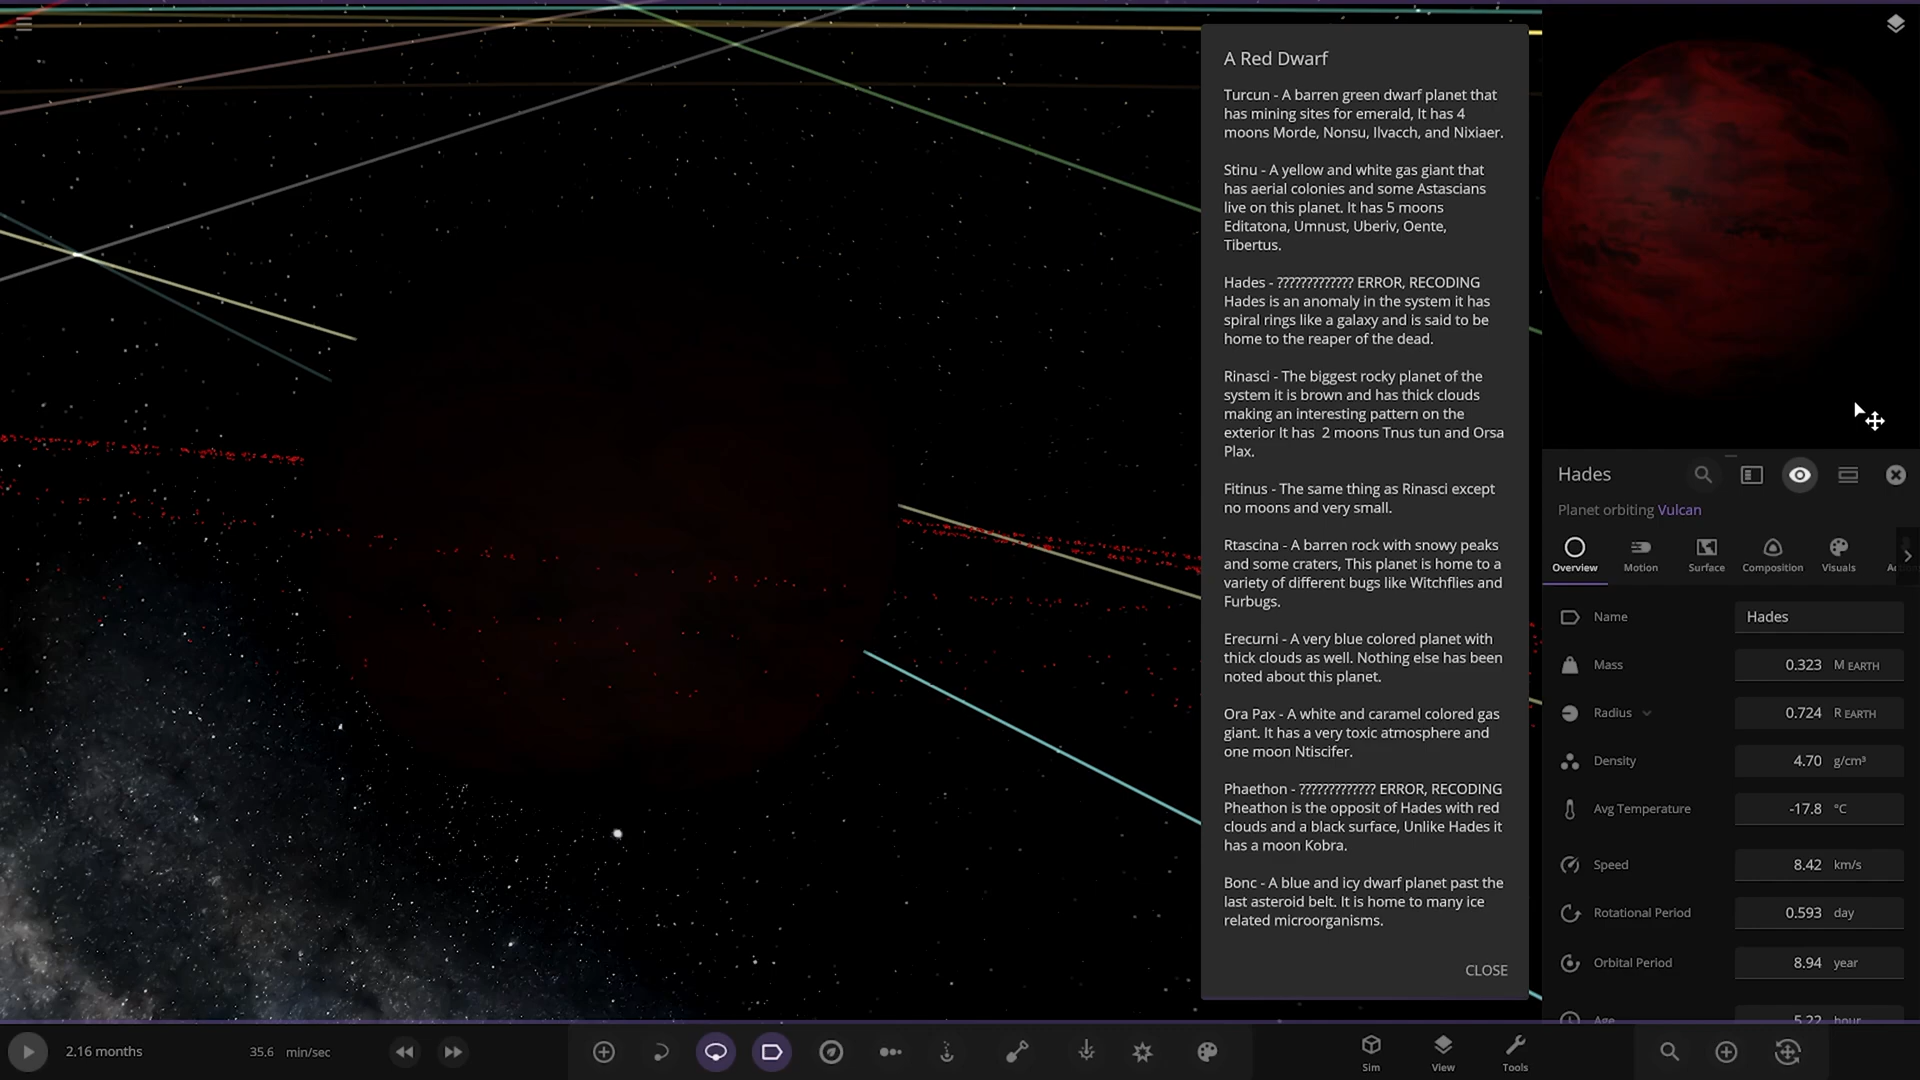 A Red Dwarf
Turcun - A barren green dwarf planet that
has mining sites for emerald, It has 4
moons Morde, Nonsu, Ilvacch, and Nixiaer.
Stinu - A yellow and white gas giant that
has aerial colonies and some Astascians
live on this planet. It has 5 moons
Editatona, Umnust, Uberiv, Oente,
Tibertus.
Hades - ????????????? ERROR, RECODING
Hades is an anomaly in the system it has
spiral rings like a galaxy and is said to be
home to the reaper of the dead.
Rinasci - The biggest rocky planet of the
system it is brown and has thick clouds
making an interesting pattern on the
exterior It has  2 moons Tnus tun and Orsa
Plax.
Fitinus - The same thing as Rinasci except
no moons and very small.
Rtascina - A barren rock with snowy peaks
and some craters, This planet is home to a
variety of different bugs like Witchflies and
Furbugs.
Erecurni - A very blue colored planet with
thick clouds as well. Nothing else has been
noted about this planet.
Ora Pax - A white and caramel colored gas
giant. It has a very toxic atmosphere and
one moon Ntiscifer.
Phaethon - ????????????? ERROR, RECODING
Pheathon is the opposit of Hades with red
clouds and a black surface, Unlike Hades it
has a moon Kobra.
Bonc - A blue and icy dwarf planet past the
last asteroid belt. It is home to many ice
related microorganisms.
CLOSE
Hades
Planet orbiting Vulcan
Overview Motion Surface Composition Visuals
Name Hades
Mass 0.323 M EARTH
Radius 0.724 R EARTH
Density 4.70 g/cm³
Avg Temperature -17.8 °C
Speed 8.42 km/s
Rotational Period 0.593 day
Orbital Period 8.94 year
Age 5.22 hour
2.16 months 35.6 min/sec
Sim View Tools